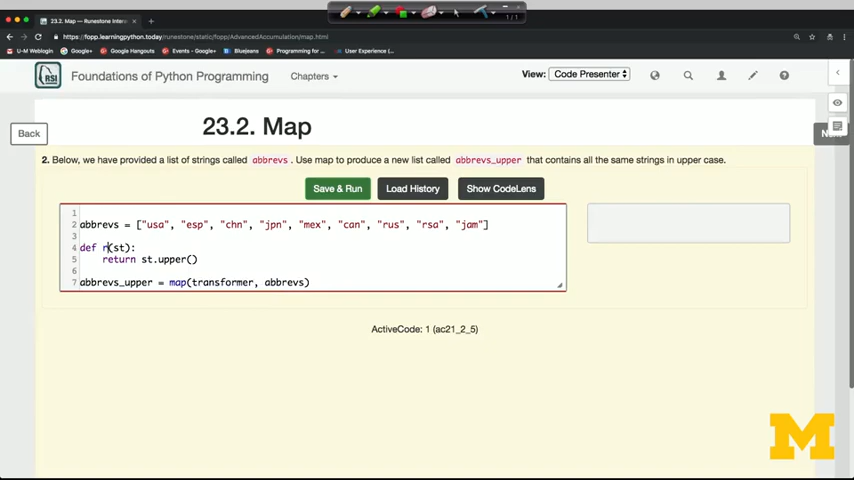 23.2. Map — Runestone Intera
1/1
https://fopp.learningpython.today/runestone/static/fopp/AdvancedAccumulation/map.html
U-M Weblogin Google+ Google Hangouts Events - Google+ Bluejeans Programming for ... User Experience (...
RSI Foundations of Python Programming Chapters View: Code Presenter
23.2. Map
Back
2. Below, we have provided a list of strings called abbrevs . Use map to produce a new list called abbrevs_upper that contains all the same strings in upper case.
Save & Run Load History Show CodeLens
1
2 abbrevs = ["usa", "esp", "chn", "jpn", "mex", "can", "rus", "rsa", "jam"]
3
4 def r(st):
5 return st.upper()
6
7 abbrevs_upper = map(transformer, abbrevs)
ActiveCode: 1 (ac21_2_5)
M